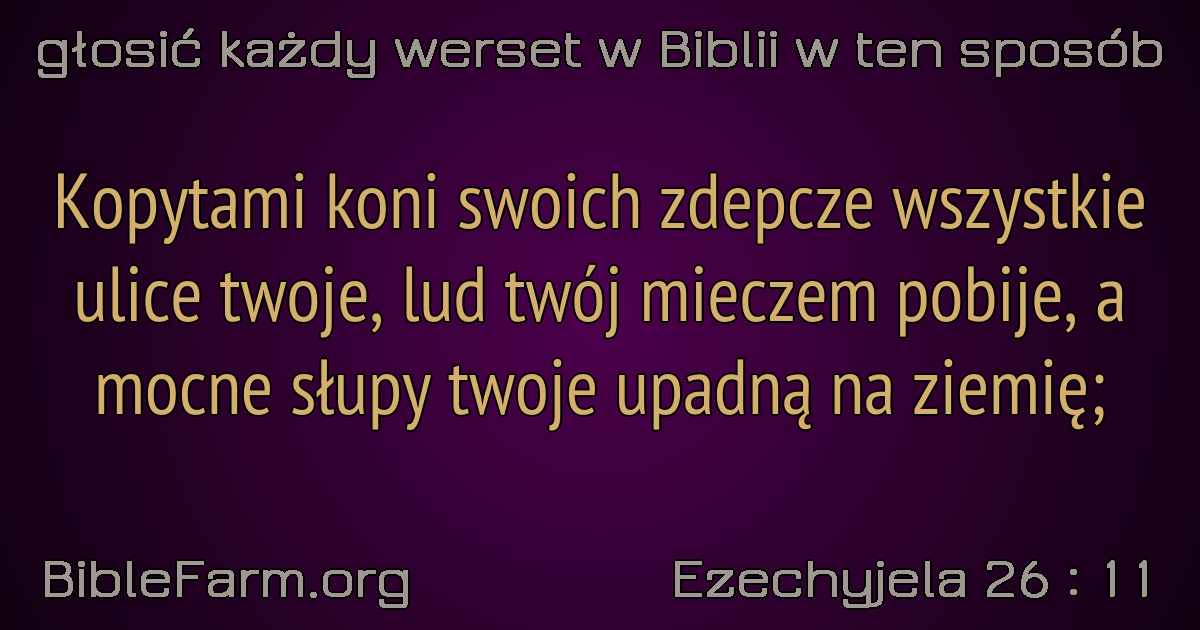 głosić każdy werset w Biblii w ten sposób
Kopytami koni swoich zdepcze wszystkie
ulice twoje, lud twój mieczem pobije, a
mocne słupy twoje upadną na ziemię;
BibleFarm.org
Ezechyjela 26 : 11